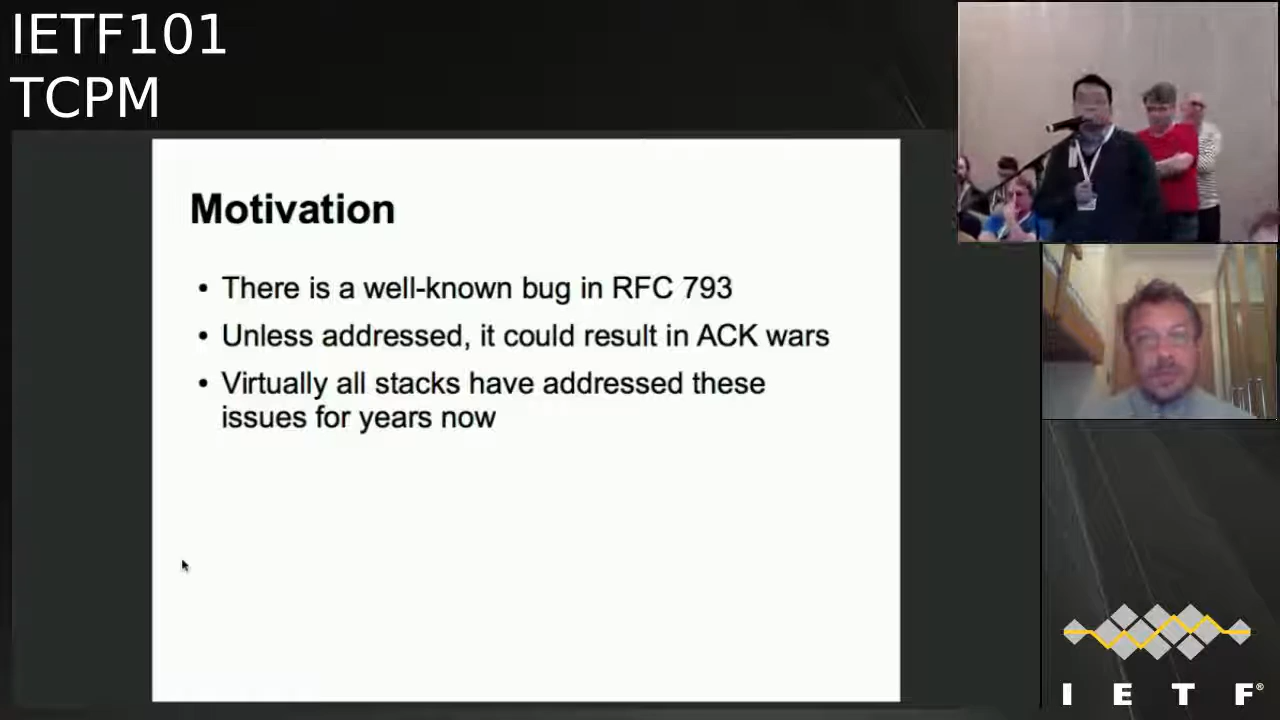 IETF101
TCPM
Motivation
• There is a well-known bug in RFC 793
• Unless addressed, it could result in ACK wars
• Virtually all stacks have addressed these
issues for years now
I E T F®